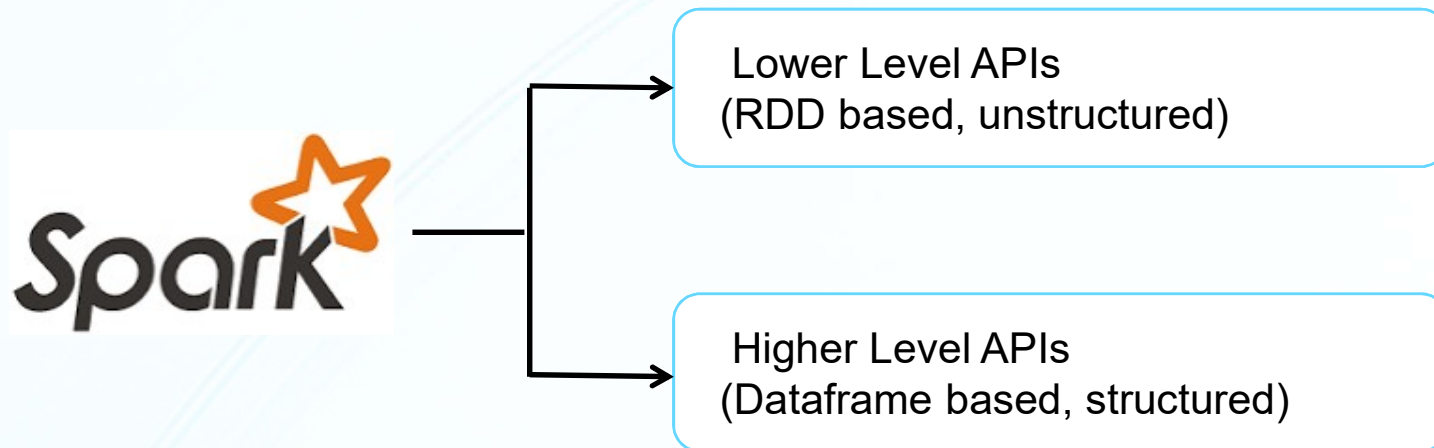 Spark
Lower Level APIs
(RDD based, unstructured)
Higher Level APIs
(Dataframe based, structured)